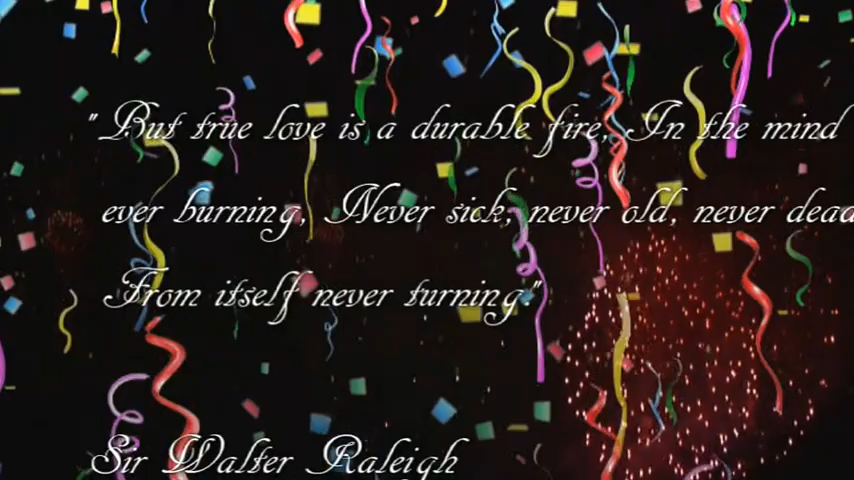 "But true love is a durable fire, In the mind
ever burning, Never sick, never old, never dead
From itself never turning."
Sir Walter Raleigh